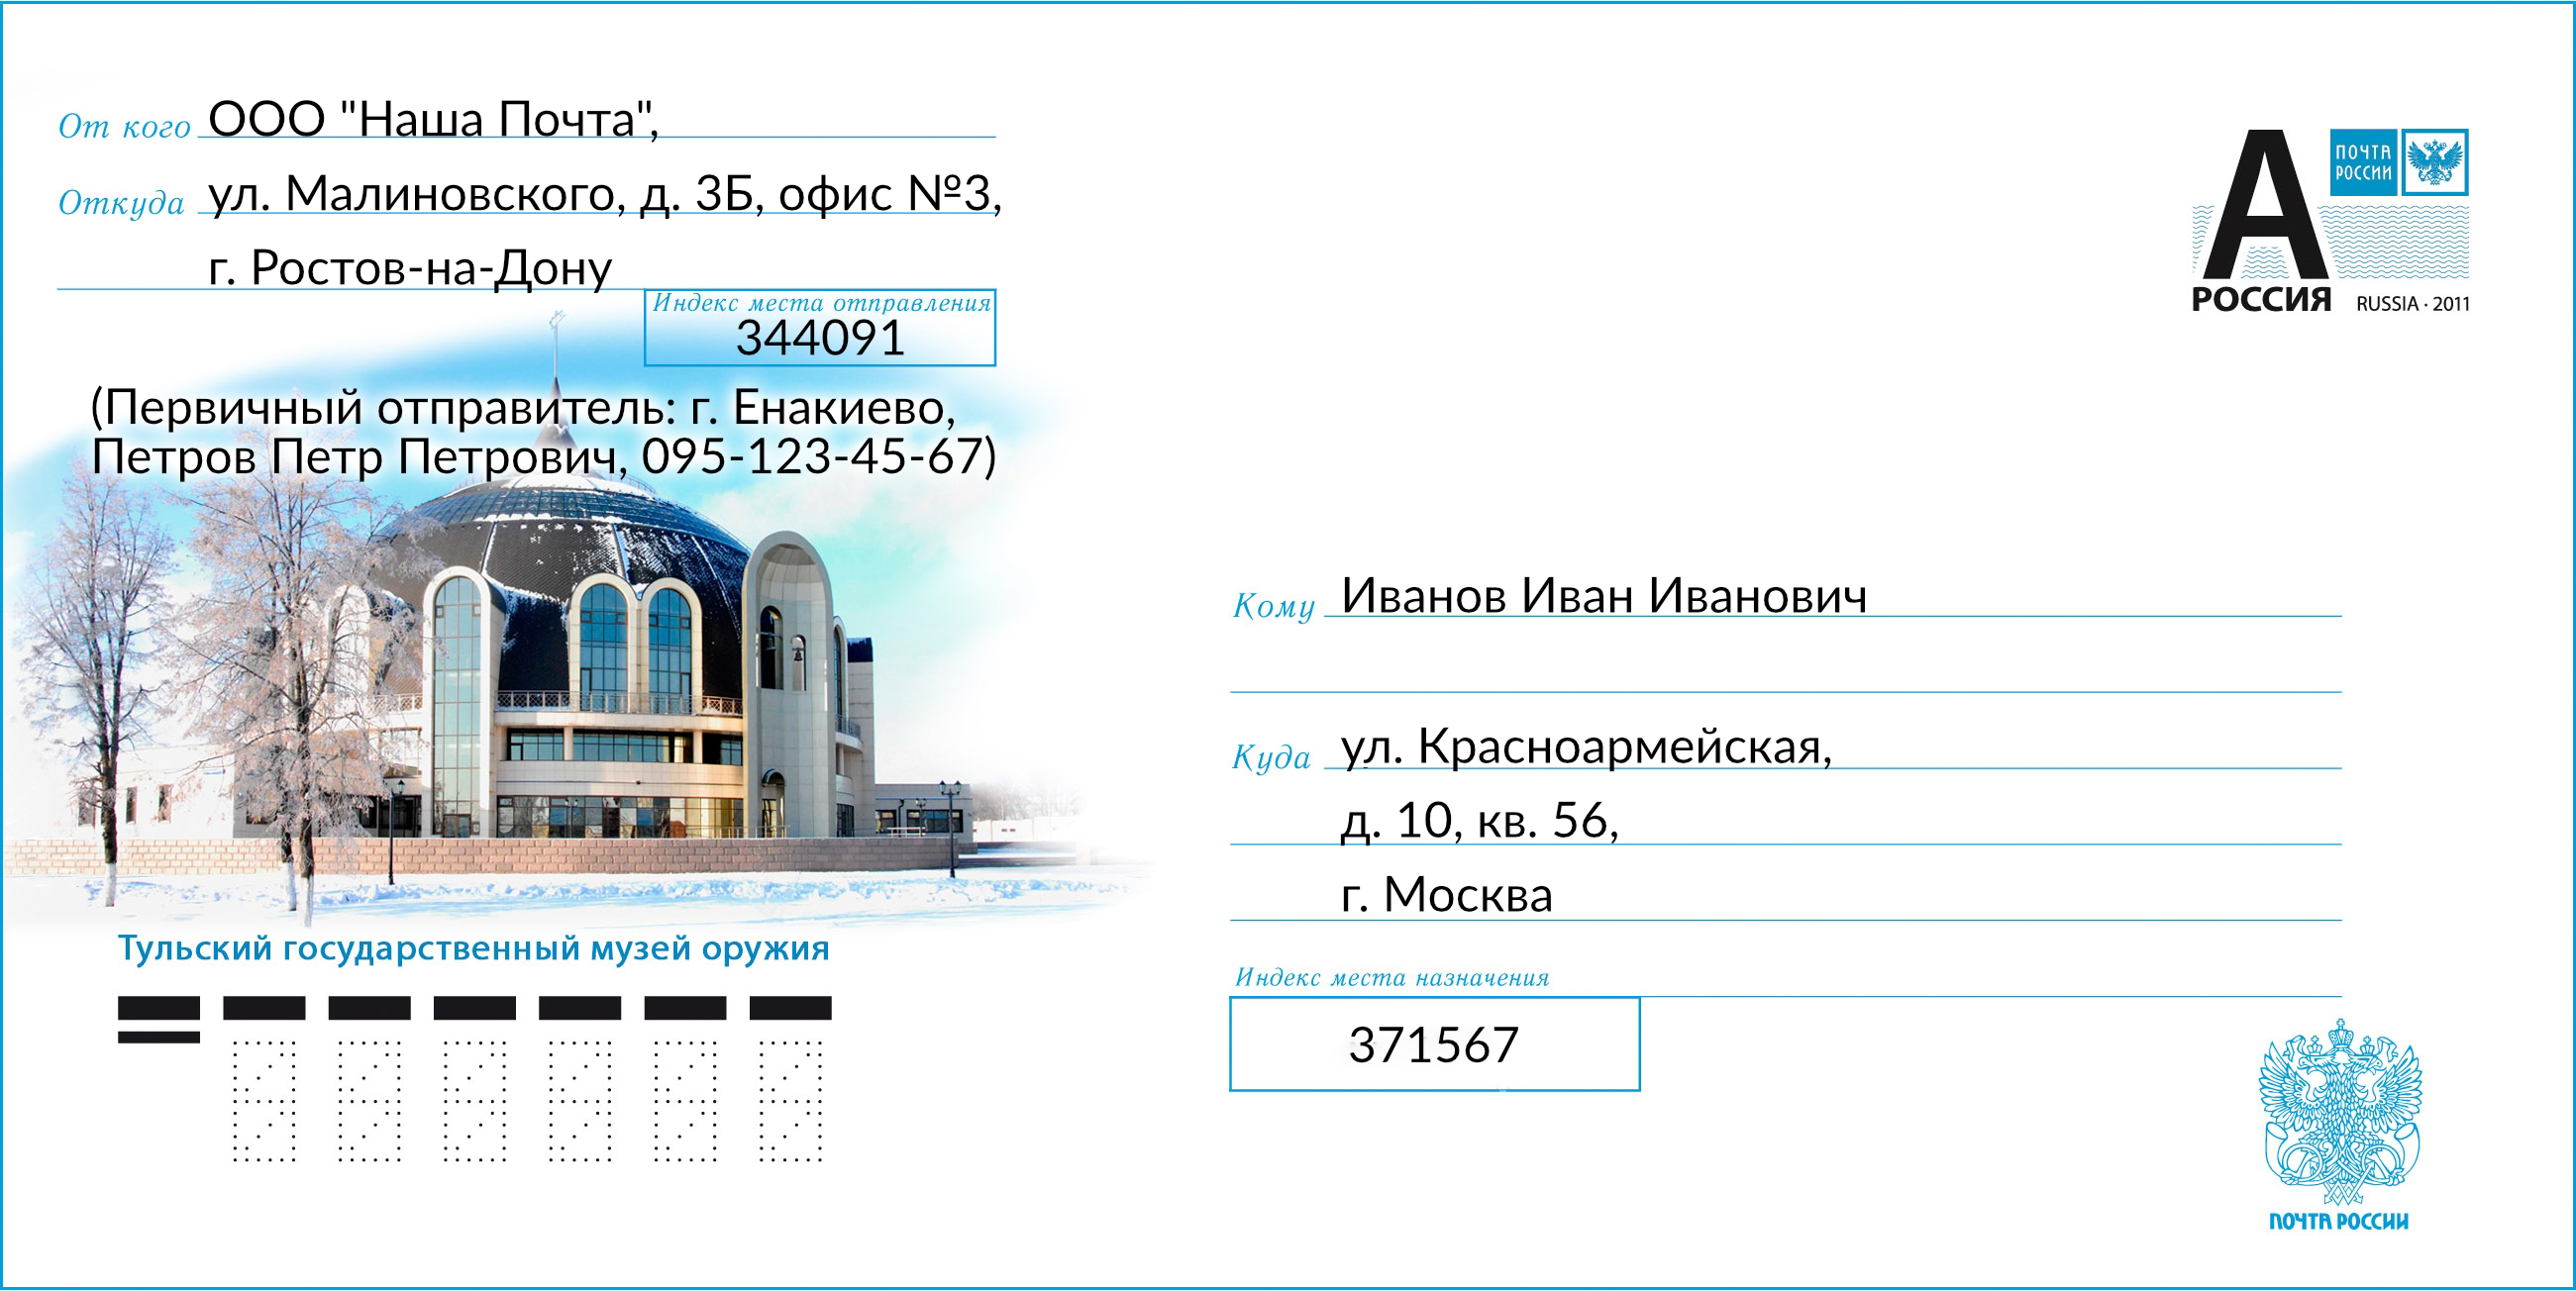 От кого ООО "Наша Почта",
Откуда ул. Малиновского, д. 3Б, офис №3,
г. Ростов-на-Дону
Индекс места отправления
344091
(Первичный отправитель: г. Енакиево,
Петров Петр Петрович, 095-123-45-67)
ПОЧТА
РОССИИ
А
РОССИЯ RUSSIA · 2011
Кому Иванов Иван Иванович
Куда ул. Красноармейская,
д. 10, кв. 56,
г. Москва
Индекс места назначения
371567
Тульский государственный музей оружия
ПОЧТА РОССИИ